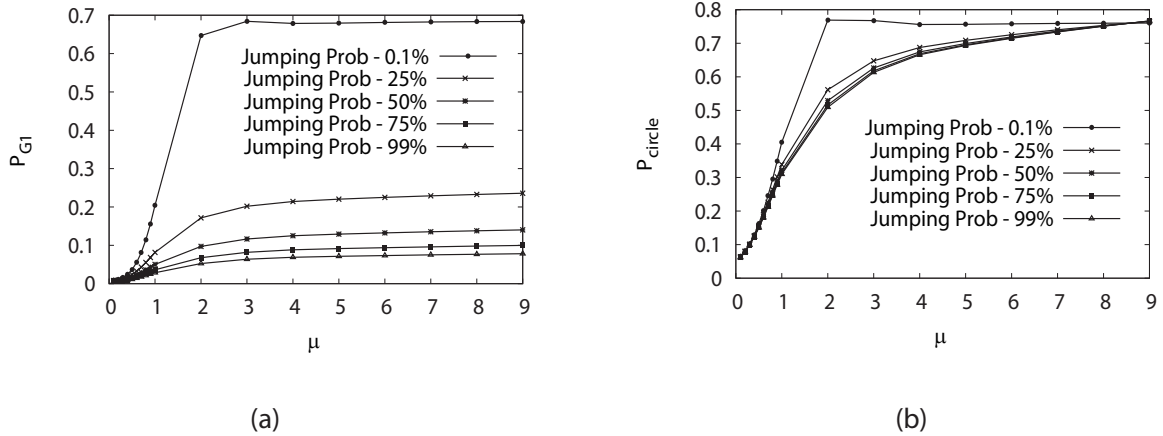 0.7
0.6
0.5
0.4
0.3
0.2
0.1
0
P_G1
Jumping Prob - 0.1%
Jumping Prob - 25%
Jumping Prob - 50%
Jumping Prob - 75%
Jumping Prob - 99%
0 1 2 3 4 5 6 7 8 9
μ
(a)
0.8
0.7
0.6
0.5
0.4
0.3
0.2
0.1
0
P_circle
Jumping Prob - 0.1%
Jumping Prob - 25%
Jumping Prob - 50%
Jumping Prob - 75%
Jumping Prob - 99%
0 1 2 3 4 5 6 7 8 9
μ
(b)